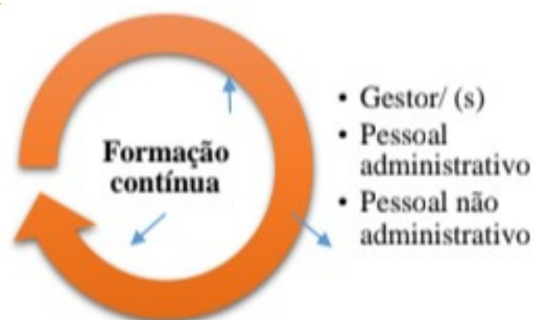 Formação
contínua
• Gestor/ (s)
• Pessoal
administrativo
• Pessoal não
administrativo